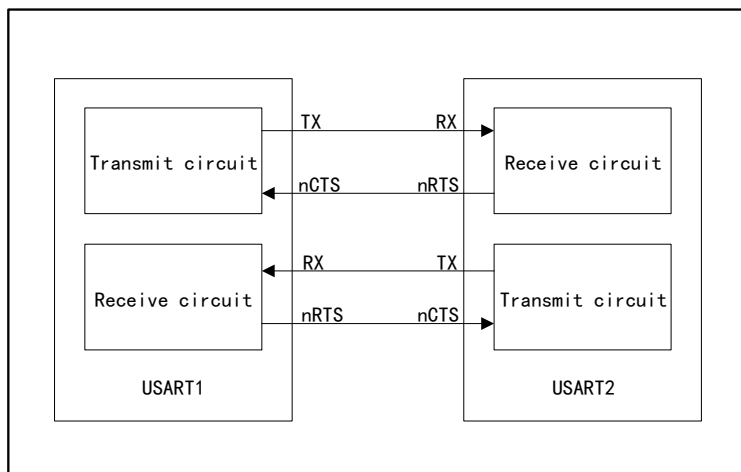 TX RX
Transmit circuit Receive circuit
nCTS nRTS
RX TX
Receive circuit Transmit circuit
nRTS nCTS
USART1 USART2